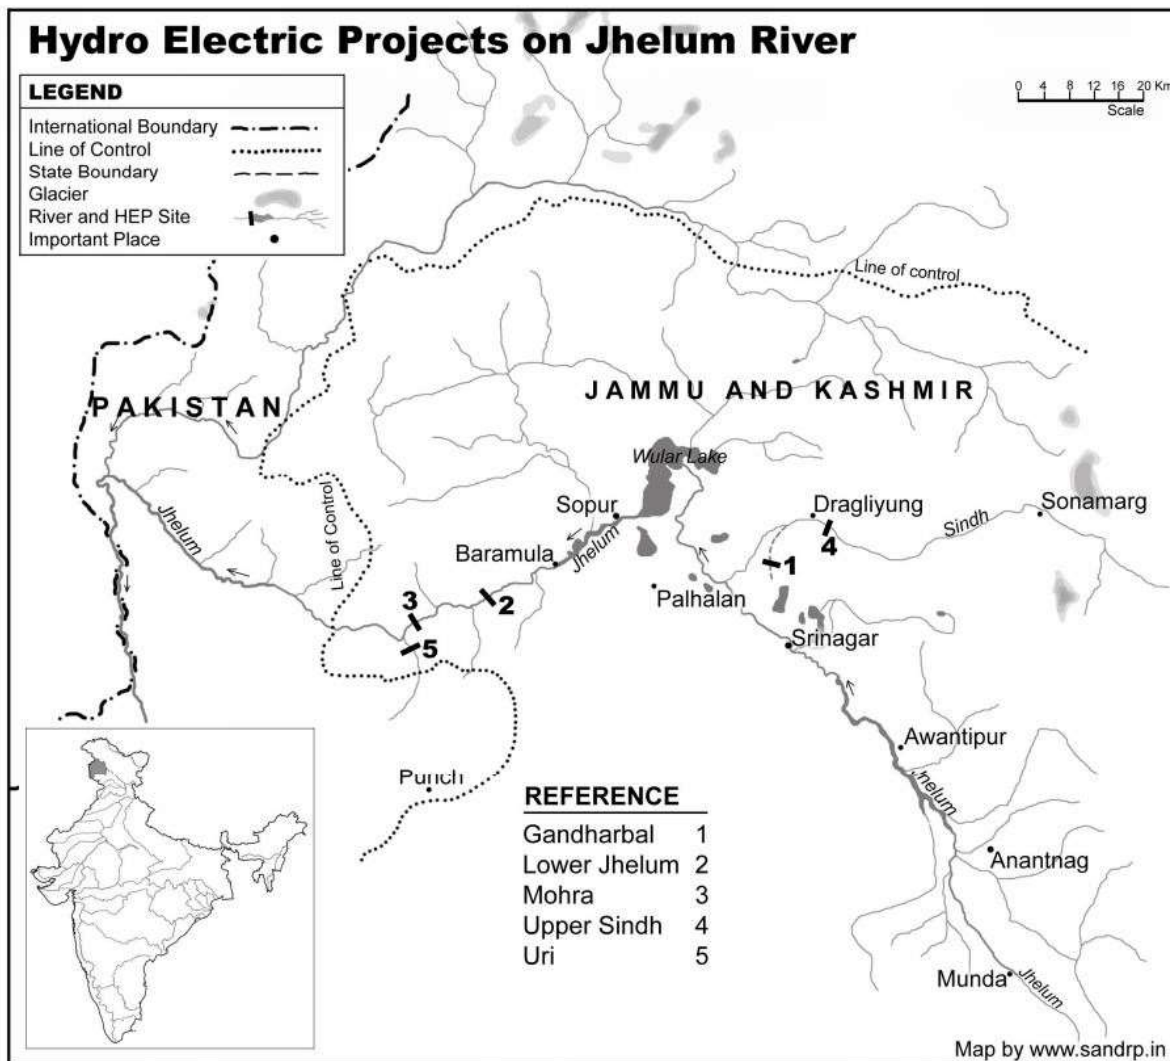 Hydro Electric Projects on Jhelum River
LEGEND
International Boundary
Line of Control
State Boundary
Glacier
River and HEP Site
Important Place
0 4 8 12 16 20 Km
Scale
Line of control
PAKISTAN
JAMMU AND KASHMIR
Wular Lake
Sopur
Dragliyung
Sonamarg
Sindh
Jhelum
Line of Control
Baramula
Jhelum
4
1
Palhalan
3
2
5
Srinagar
Awantipur
Jhelum
Punch
Anantnag
Munda
Jhelum
REFERENCE
Gandharbal 1
Lower Jhelum 2
Mohra 3
Upper Sindh 4
Uri 5
Map by www.sandrp.in